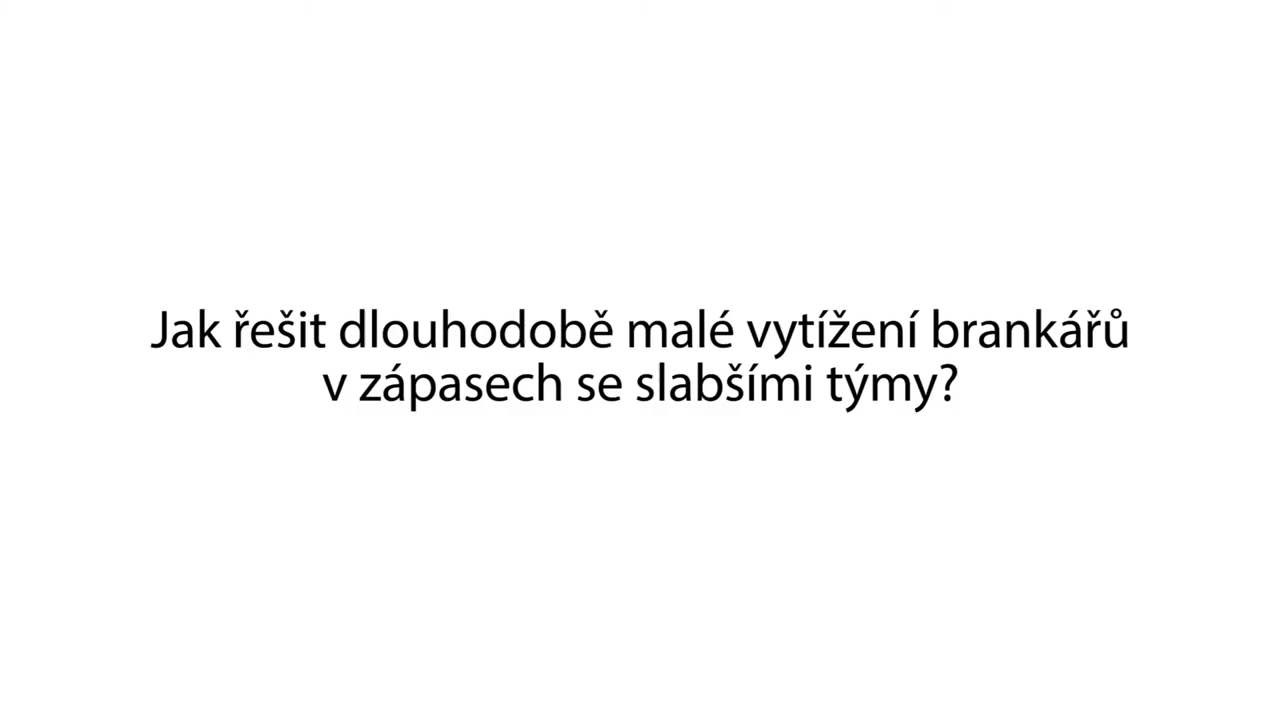 Jak řešit dlouhodobě malé vytížení brankářů
v zápasech se slabšími týmy?